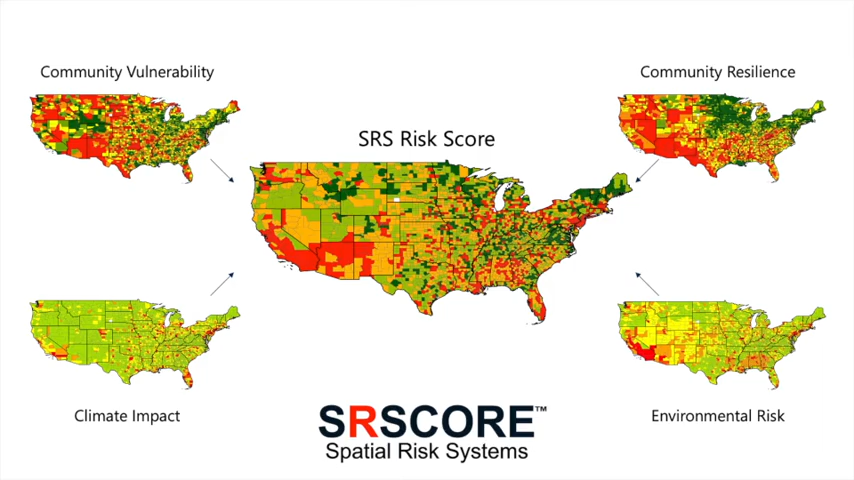 Community Vulnerability
Community Resilience
SRS Risk Score
Climate Impact
Environmental Risk
SRSCORE™
Spatial Risk Systems